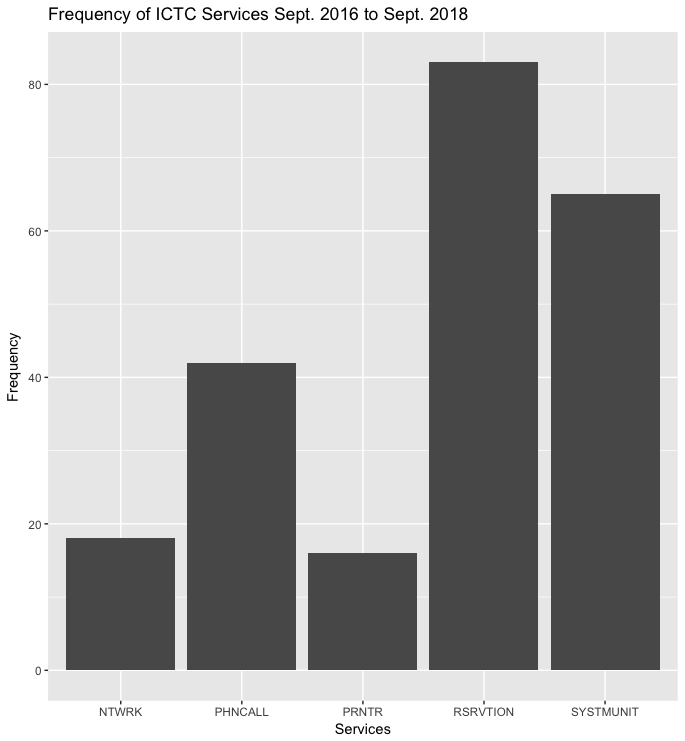 Frequency of ICTC Services Sept. 2016 to Sept. 2018
80
60
40
20
0
Frequency
NTWRK PHNCALL PRNTR RSRVTION SYSTMUNIT
Services